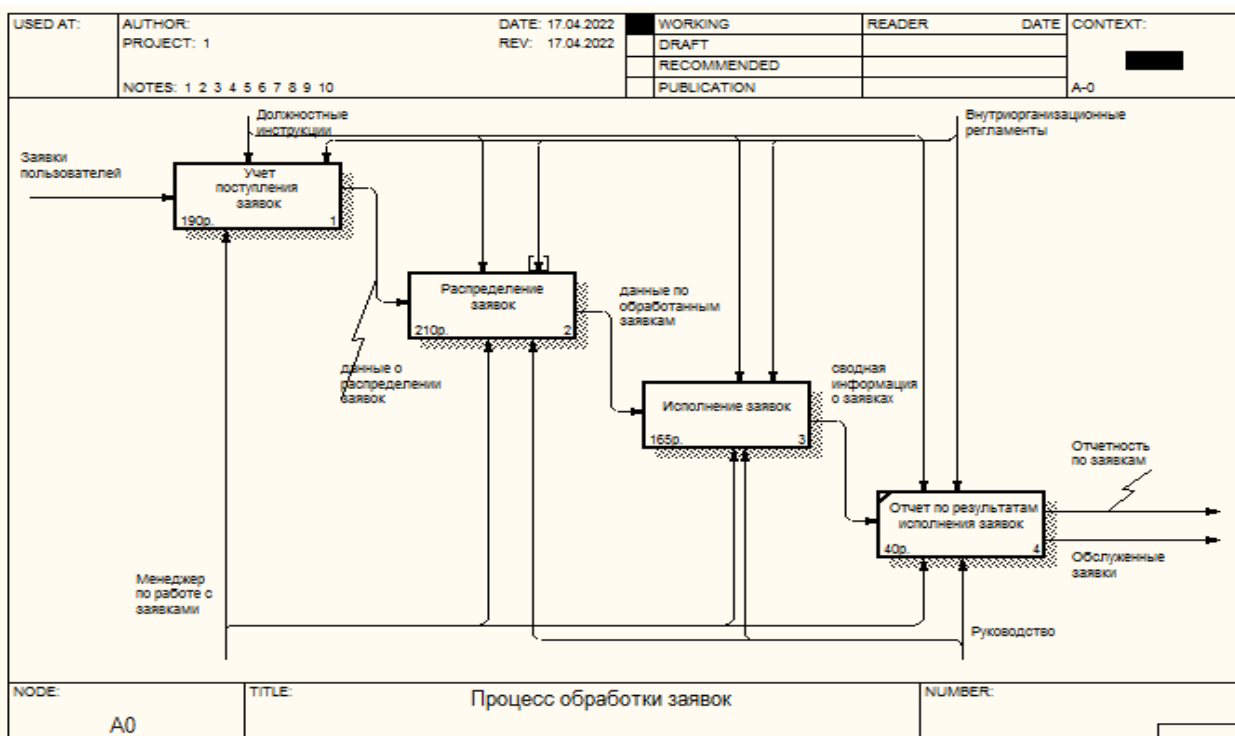 USED AT:
AUTHOR:
DATE: 17.04.2022
PROJECT: 1
REV: 17.04.2022
NOTES: 1 2 3 4 5 6 7 8 9 10
WORKING
DRAFT
RECOMMENDED
PUBLICATION
READER
DATE
CONTEXT:
A-0
Должностные
инструкции
Внутриорганизационные
регламенты
Заявки
пользователей
Учет
поступления
заявок
190р.
1
Распределение
заявок
210р.
2
данные по
обработанным
заявкам
данные о
распределении
заявок
Исполнение заявок
165р.
3
сводная
информация
о заявках
Отчетность
по заявкам
Отчет по результатам
исполнения заявок
40р.
4
Обслуженные
заявки
Менеджер
по работе с
заявками
Руководство
NODE:
A0
TITLE:
Процесс обработки заявок
NUMBER: